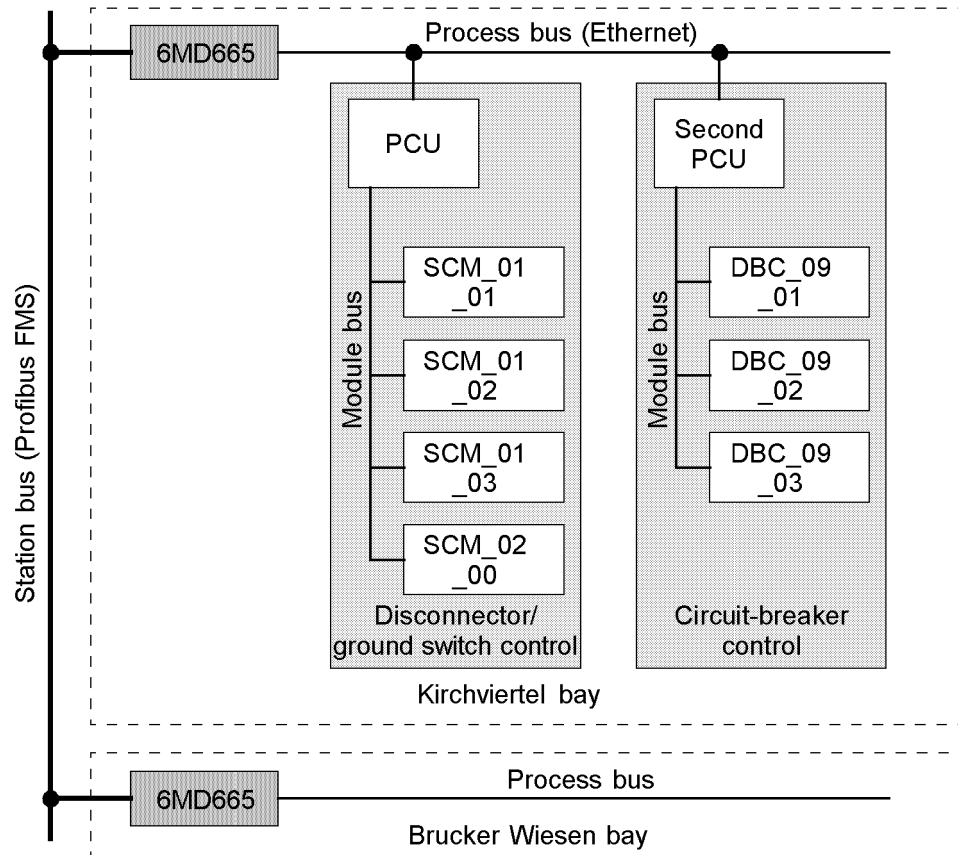 6MD665
Process bus (Ethernet)
PCU
Second
PCU
Station bus (Profibus FMS)
Module bus
SCM_01
_01
SCM_01
_02
SCM_01
_03
SCM_02
_00
Module bus
DBC_09
_01
DBC_09
_02
DBC_09
_03
Disconnector/
ground switch control
Circuit-breaker
control
Kirchviertel bay
6MD665
Process bus
Brucker Wiesen bay